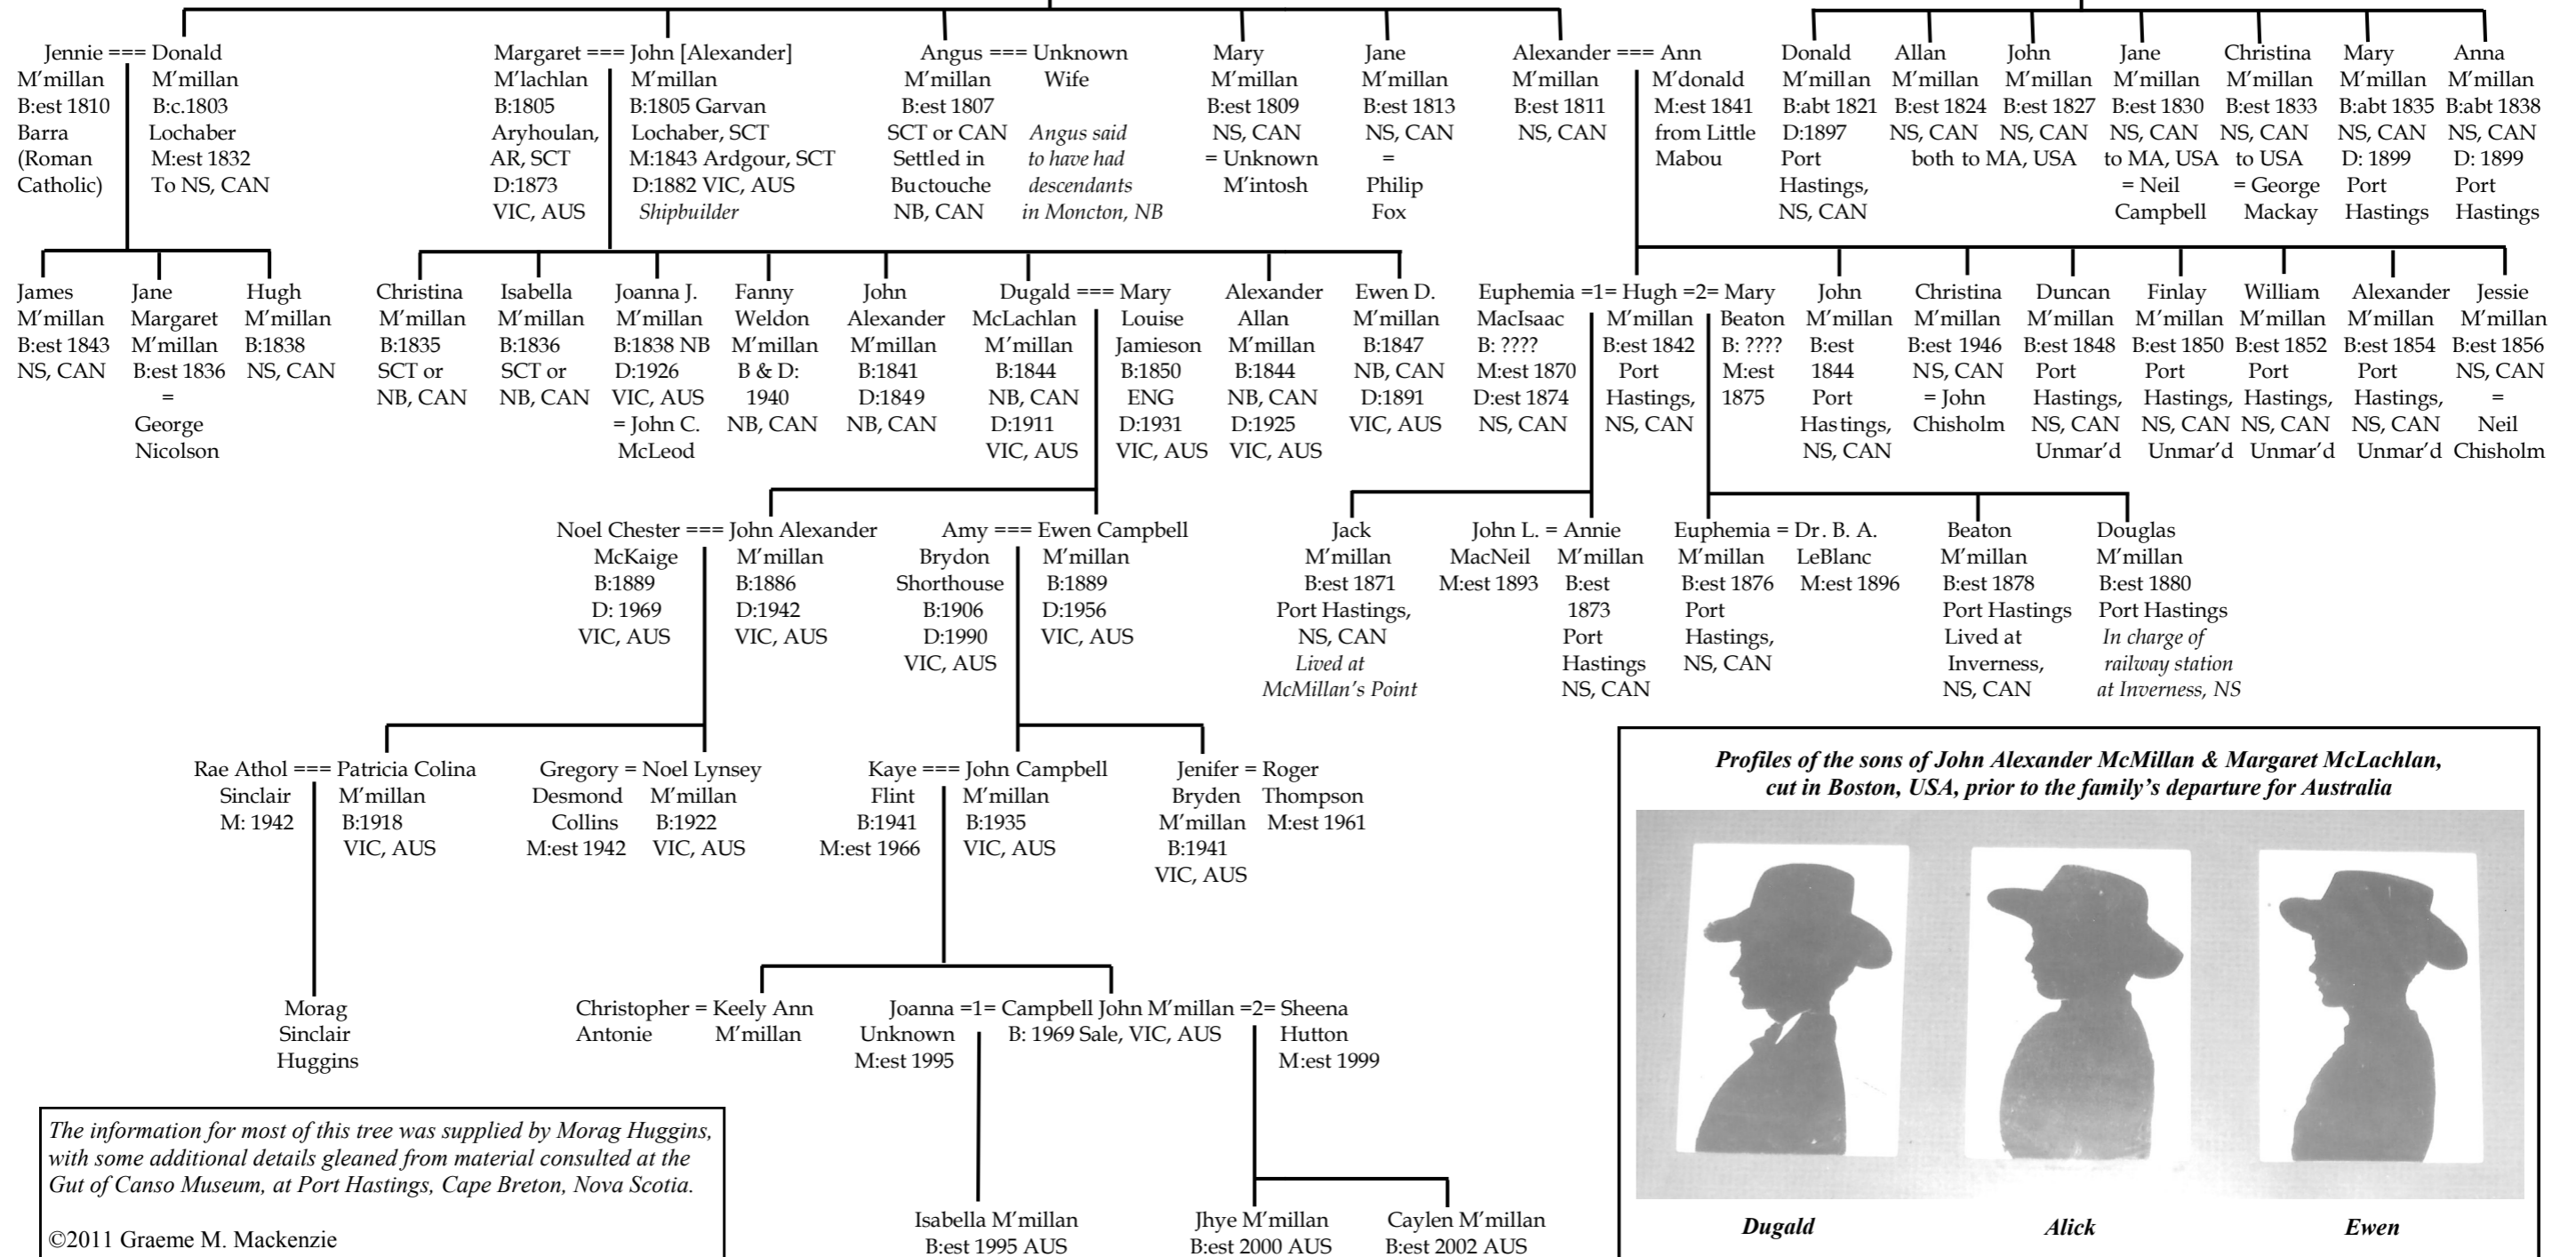 Jennie === Donald
M'millan
B:est 1810
Barra
(Roman
Catholic)
M'millan
B:c.1803
Lochaber
M:est 1832
To NS, CAN
Margaret === John [Alexander]
M'lachlan
B:1805
Aryhoulan,
AR, SCT
D:1873
VIC, AUS
M'millan
B:1805 Garvan
Lochaber, SCT
M:1843 Ardgour, SCT
D:1882 VIC, AUS
Shipbuilder
Angus === Unknown
M'millan
B:est 1807
SCT or CAN
Settled in
Buctouche
NB, CAN
Wife
Angus said
to have had
descendants
in Moncton, NB
Mary
M'millan
B:est 1809
NS, CAN
= Unknown
M'intosh
Jane
M'millan
B:est 1813
NS, CAN
=
Philip
Fox
Alexander === Ann
M'millan
B:est 1811
NS, CAN
M'donald
M:est 1841
from Little
Mabou
Donald
M'millan
B:abt 1821
D:1897
Port
Hastings,
NS, CAN
Allan
M'millan
B:est 1824
NS, CAN
John
M'millan
B:est 1827
NS, CAN
both to MA, USA
Jane
M'millan
B:est 1830
NS, CAN
to MA, USA
= Neil
Campbell
Christina
M'millan
B:est 1833
NS, CAN
to USA
= George
Mackay
Mary
M'millan
B:abt 1835
NS, CAN
D: 1899
Port
Hastings
Anna
M'millan
B:abt 1838
NS, CAN
D: 1899
Port
Hastings
James
M'millan
B:est 1843
NS, CAN
Jane
Margaret
M'millan
B:est 1836
=
George
Nicolson
Hugh
M'millan
B:1838
NS, CAN
Christina
M'millan
B:1835
SCT or
NB, CAN
Isabella
M'millan
B:1836
SCT or
NB, CAN
Joanna J.
M'millan
B:1838 NB
D:1926
VIC, AUS
= John C.
McLeod
Fanny
Weldon
M'millan
B & D:
1940
NB, CAN
John
Alexander
M'millan
B:1841
D:1849
NB, CAN
Dugald === Mary
McLachlan
M'millan
B:1844
NB, CAN
D:1911
VIC, AUS
Louise
Jamieson
B:1850
ENG
D:1931
VIC, AUS
Alexander
Allan
M'millan
B:1844
NB, CAN
D:1925
VIC, AUS
Ewen D.
M'millan
B:1847
NB, CAN
D:1891
VIC, AUS
Euphemia =1= Hugh =2= Mary
MacIsaac
B: ????
M:est 1870
D:est 1874
NS, CAN
M'millan
B:est 1842
Port
Hastings,
NS, CAN
Beaton
B: ????
M:est
1875
John
M'millan
B:est
1844
Port
Hastings,
NS, CAN
Christina
M'millan
B:est 1946
NS, CAN
= John
Chisholm
Duncan
M'millan
B:est 1848
Port
Hastings,
NS, CAN
Unmar'd
Finlay
M'millan
B:est 1850
Port
Hastings,
NS, CAN
Unmar'd
William
M'millan
B:est 1852
Port
Hastings,
NS, CAN
Unmar'd
Alexander
M'millan
B:est 1854
Port
Hastings,
NS, CAN
Unmar'd
Jessie
M'millan
B:est 1856
NS, CAN
=
Neil
Chisholm
Noel Chester === John Alexander
McKaige
B:1889
D: 1969
VIC, AUS
M'millan
B:1886
D:1942
VIC, AUS
Amy === Ewen Campbell
Brydon
Shorthouse
B:1906
D:1990
VIC, AUS
M'millan
B:1889
D:1956
VIC, AUS
Jack
M'millan
B:est 1871
Port Hastings,
NS, CAN
Lived at
McMillan's Point
John L. = Annie
MacNeil
M:est 1893
M'millan
B:est
1873
Port
Hastings
NS, CAN
Euphemia = Dr. B. A.
M'millan
B:est 1876
Port
Hastings,
NS, CAN
LeBlanc
M:est 1896
Beaton
M'millan
B:est 1878
Port Hastings
Lived at
Inverness,
NS, CAN
Douglas
M'millan
B:est 1880
Port Hastings
In charge of
railway station
at Inverness, NS
Rae Athol === Patricia Colina
Sinclair
M: 1942
M'millan
B:1918
VIC, AUS
Gregory = Noel Lynsey
Desmond
Collins
M:est 1942
M'millan
B:1922
VIC, AUS
Kaye === John Campbell
Flint
B:1941
M:est 1966
M'millan
B:1935
VIC, AUS
Jenifer = Roger
Bryden
M'millan
B:1941
VIC, AUS
Thompson
M:est 1961
Morag
Sinclair
Huggins
Christopher = Keely Ann
Antonie
M'millan
Joanna =1= Campbell John M'millan =2= Sheena
Unknown
M:est 1995
B: 1969 Sale, VIC, AUS
Hutton
M:est 1999
Isabella M'millan
B:est 1995 AUS
Jhye M'millan
B:est 2000 AUS
Caylen M'millan
B:est 2002 AUS
The information for most of this tree was supplied by Morag Huggins,
with some additional details gleaned from material consulted at the
Gut of Canso Museum, at Port Hastings, Cape Breton, Nova Scotia.
©2011 Graeme M. Mackenzie
Profiles of the sons of John Alexander McMillan & Margaret McLachlan,
cut in Boston, USA, prior to the family's departure for Australia
Dugald
Alick
Ewen